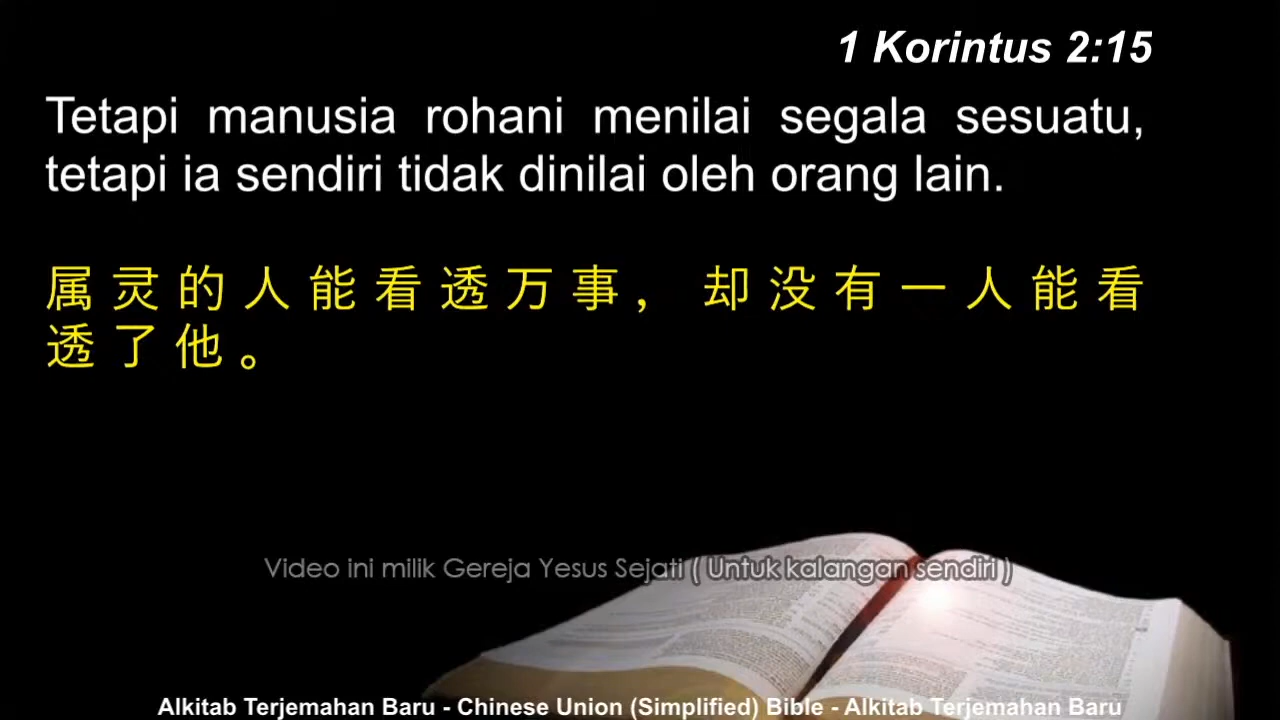 1 Korintus 2:15
Tetapi manusia rohani menilai segala sesuatu,
tetapi ia sendiri tidak dinilai oleh orang lain.
属 灵 的 人 能 看 透 万 事 ， 却 没 有 一 人 能 看
透 了 他 。
Video ini milik Gereja Yesus Sejati ( Untuk kalangan sendiri )
Alkitab Terjemahan Baru - Chinese Union (Simplified) Bible - Alkitab Terjemahan Baru